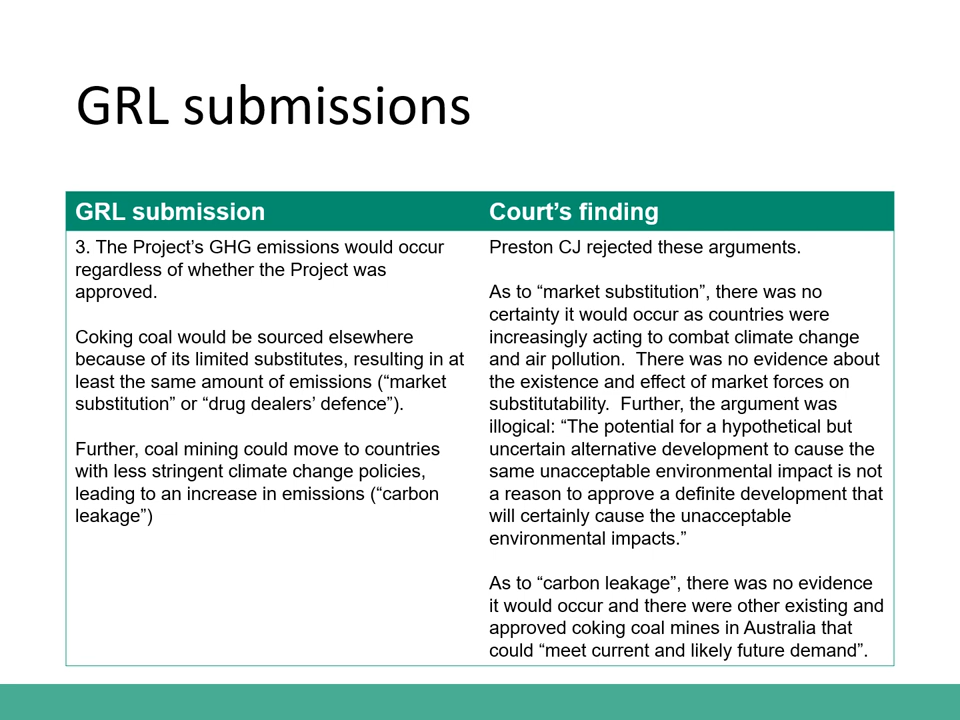 GRL submissions
GRL submission
Court’s finding
3. The Project’s GHG emissions would occur
regardless of whether the Project was
approved.
Coking coal would be sourced elsewhere
because of its limited substitutes, resulting in at
least the same amount of emissions (“market
substitution” or “drug dealers’ defence”).
Further, coal mining could move to countries
with less stringent climate change policies,
leading to an increase in emissions (“carbon
leakage”)
Preston CJ rejected these arguments.
As to “market substitution”, there was no
certainty it would occur as countries were
increasingly acting to combat climate change
and air pollution.  There was no evidence about
the existence and effect of market forces on
substitutability.  Further, the argument was
illogical: “The potential for a hypothetical but
uncertain alternative development to cause the
same unacceptable environmental impact is not
a reason to approve a definite development that
will certainly cause the unacceptable
environmental impacts.”
As to “carbon leakage”, there was no evidence
it would occur and there were other existing and
approved coking coal mines in Australia that
could “meet current and likely future demand”.